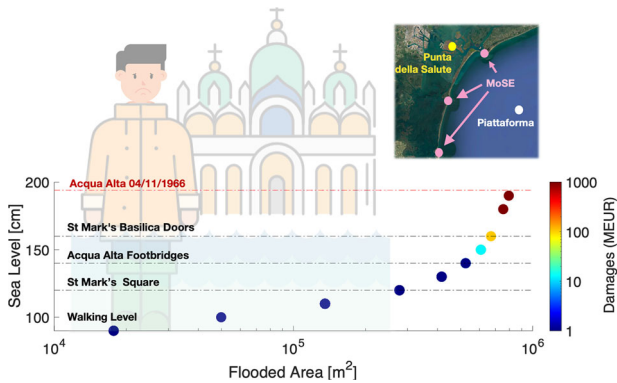 Punta
della Salute
MoSE
Piattaforma
200
150
100
Sea Level [cm]
Acqua Alta 04/11/1966
St Mark's Basilica Doors
Acqua Alta Footbridges
St Mark's Square
Walking Level
10^4
10^5
10^6
Flooded Area [m^2]
1000
100
10
1
Damages (MEUR)